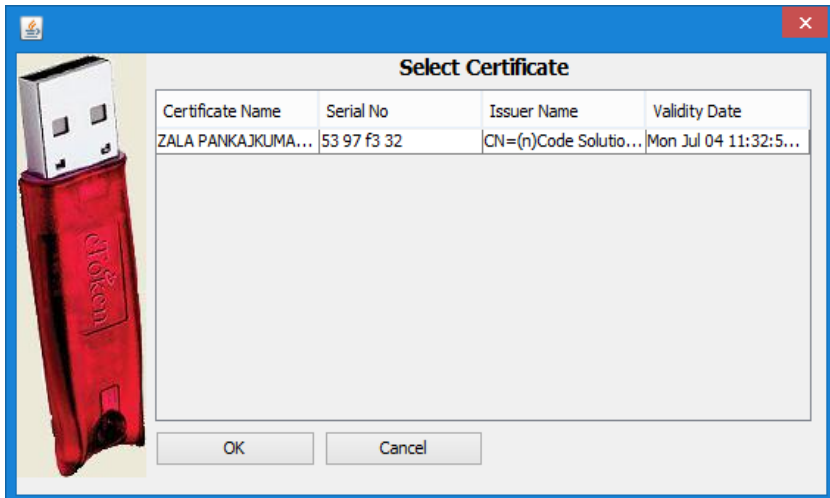 Select Certificate
Certificate Name Serial No Issuer Name Validity Date
ZALA PANKAJKUMA... 53 97 f3 32 CN=(n)Code Solutio... Mon Jul 04 11:32:5...
eToken
OK Cancel